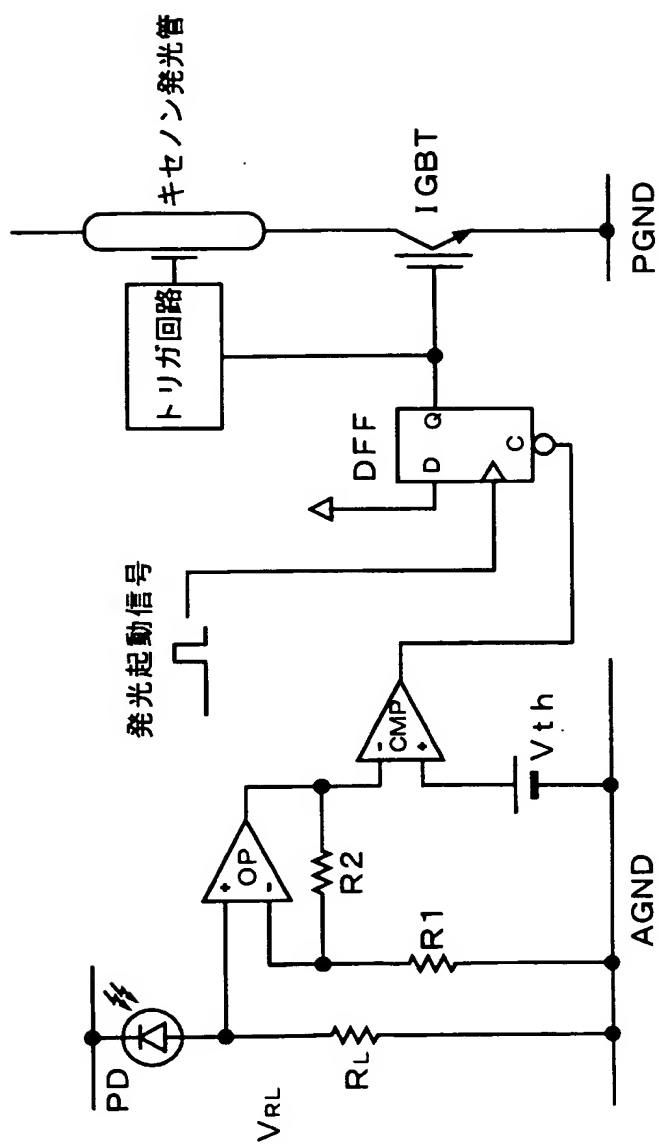 発光起動信号
トリガ回路
キセノン発光管
PD
OP
+
-
VRL
RL
R1
R2
CMP
-
+
Vth
DFF
D
Q
C
IGBT
AGND
PGND